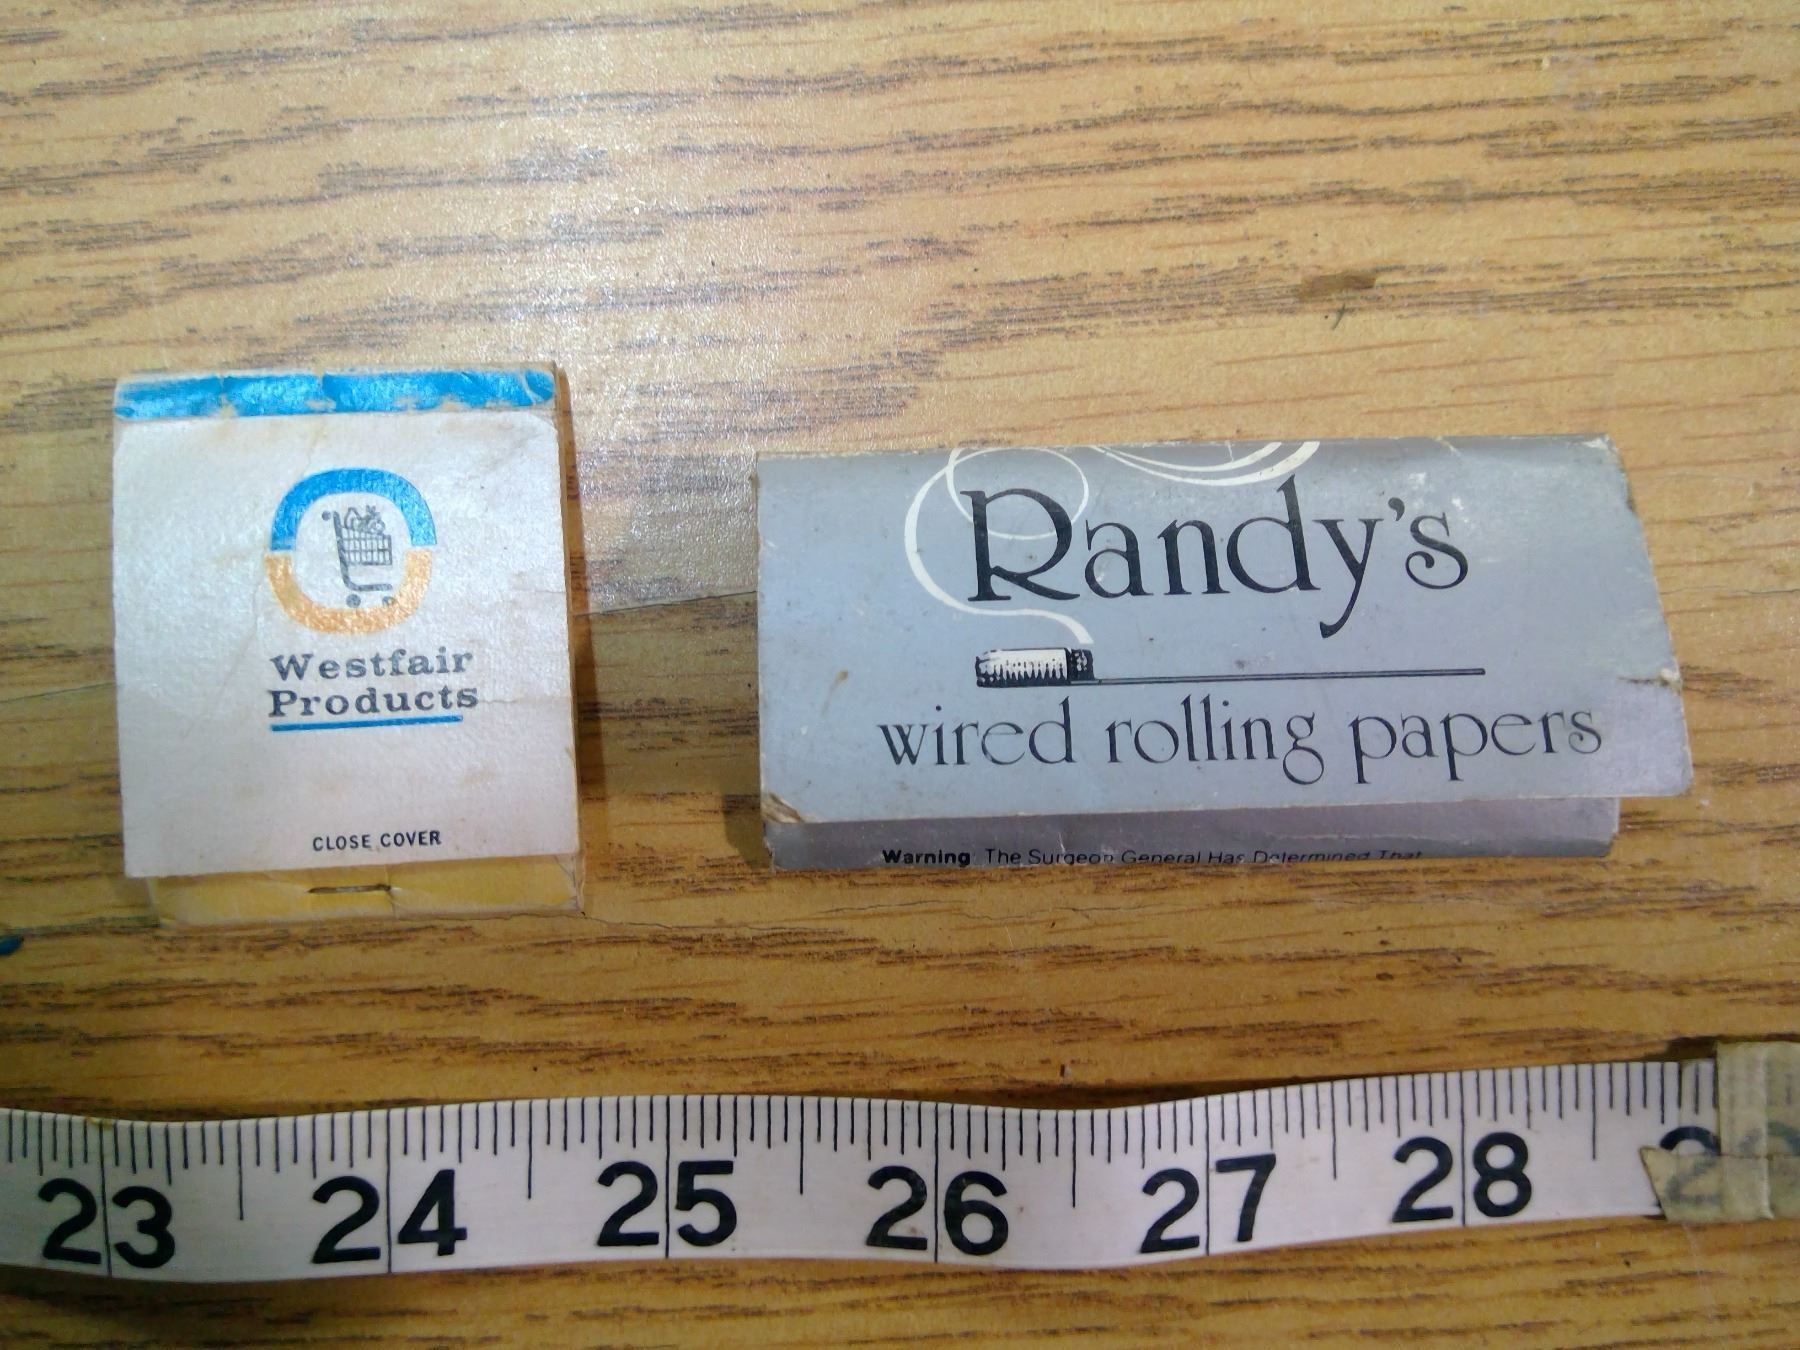 Westfair
Products
CLOSE COVER
Randy's
wired rolling papers
Warning The Surgeon General Has Determined That
23 24 25 26 27 28 29